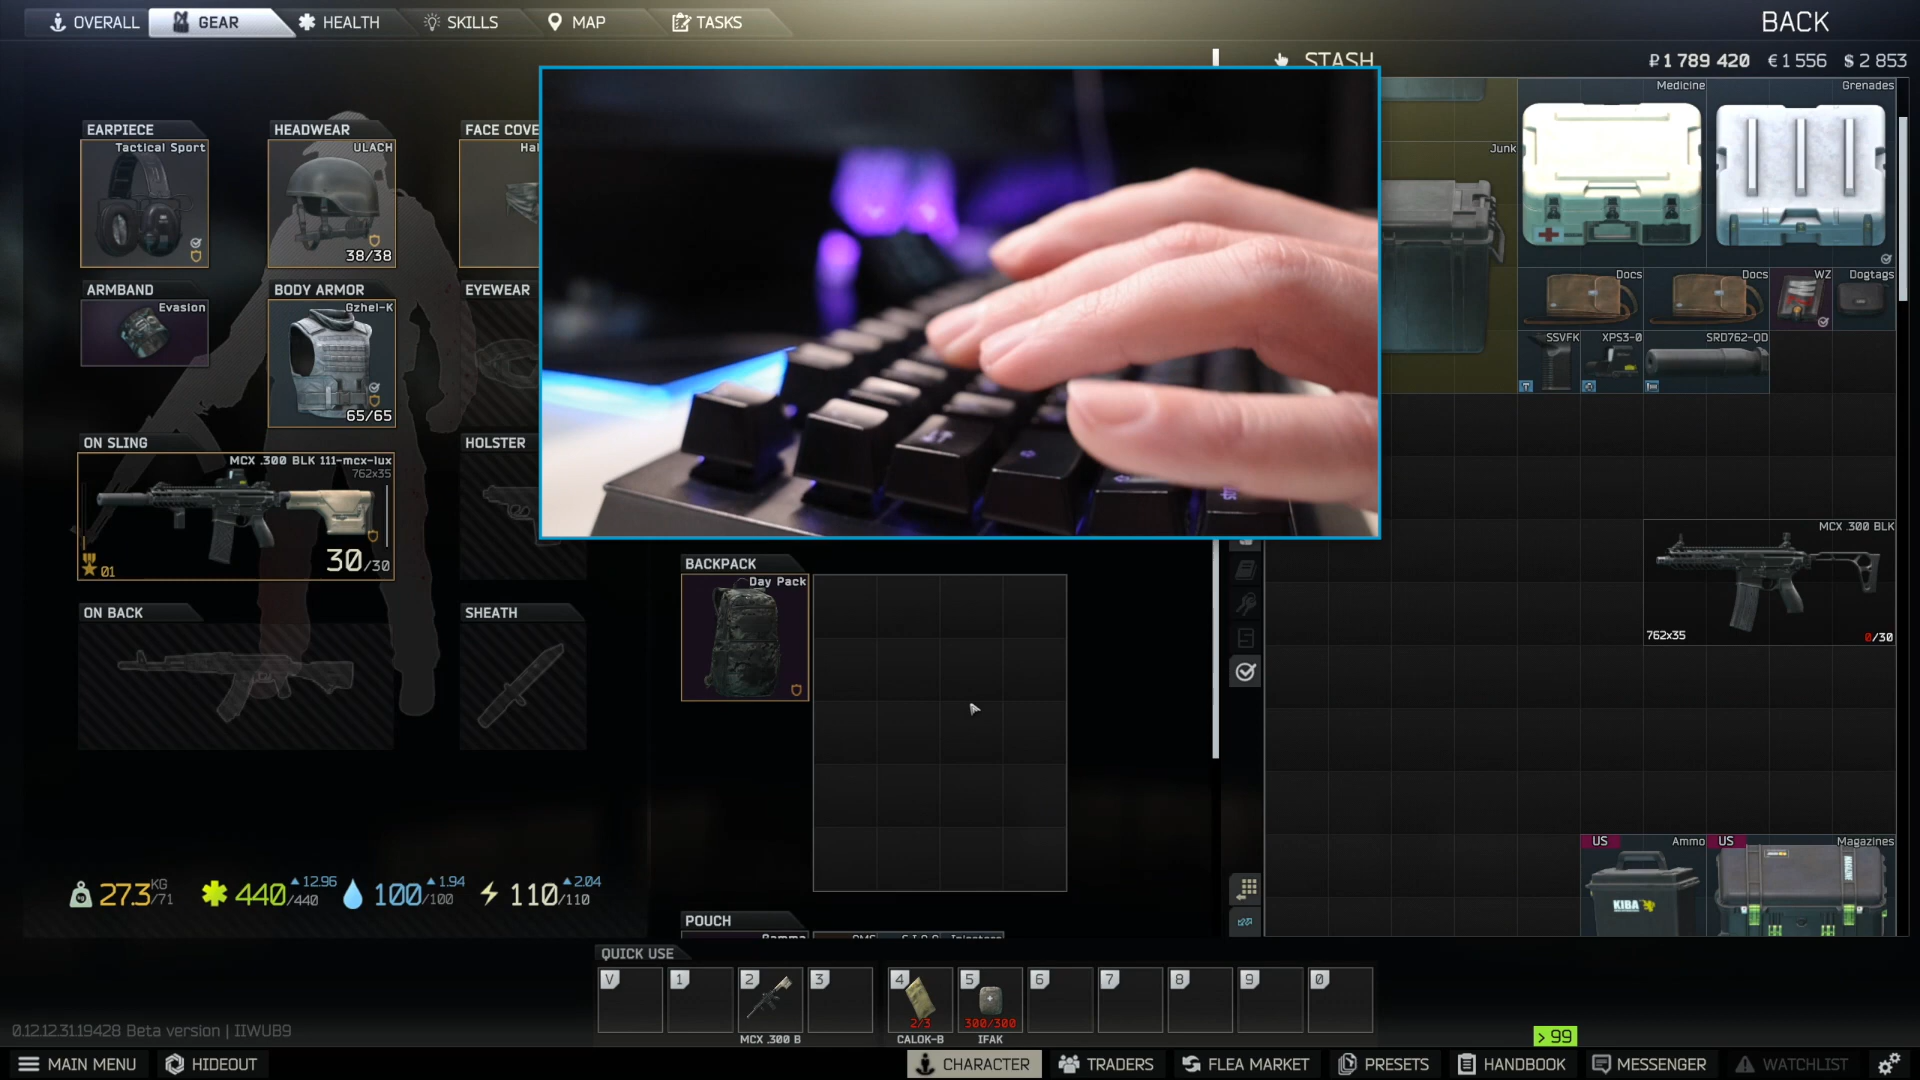 OVERALL
GEAR
HEALTH
SKILLS
MAP
TASKS
BACK
STASH
₽ 1 789 420 € 1 556 $ 2 853
EARPIECE
Tactical Sport
HEADWEAR
ULACH
38/38
FACE COVE
Hal
ARMBAND
Evasion
BODY ARMOR
Gzhel-K
65/65
EYEWEAR
ON SLING
MCX .300 BLK 111-mcx-lux
762x35
30/30
01
HOLSTER
ON BACK
SHEATH
BACKPACK
Day Pack
POUCH
Gamma
Junk
Medicine
Grenades
Docs
Docs
WZ
Dogtags
SSVFK
XPS3-0
SRD762-QD
MCX .300 BLK
762x35
0/30
US
Ammo
KIBA
US
Magazines
27.3 KG /71
440/440 12.96
100/100 1.94
110/110 2.04
QUICK USE
V
1
2
3
4
5
6
7
8
9
0
MCX .300 B
2/3
CALOK-B
300/300
IFAK
0.12.12.31.19428 Beta version | IIWUB9
> 99
MAIN MENU
HIDEOUT
CHARACTER
TRADERS
FLEA MARKET
PRESETS
HANDBOOK
MESSENGER
WATCHLIST